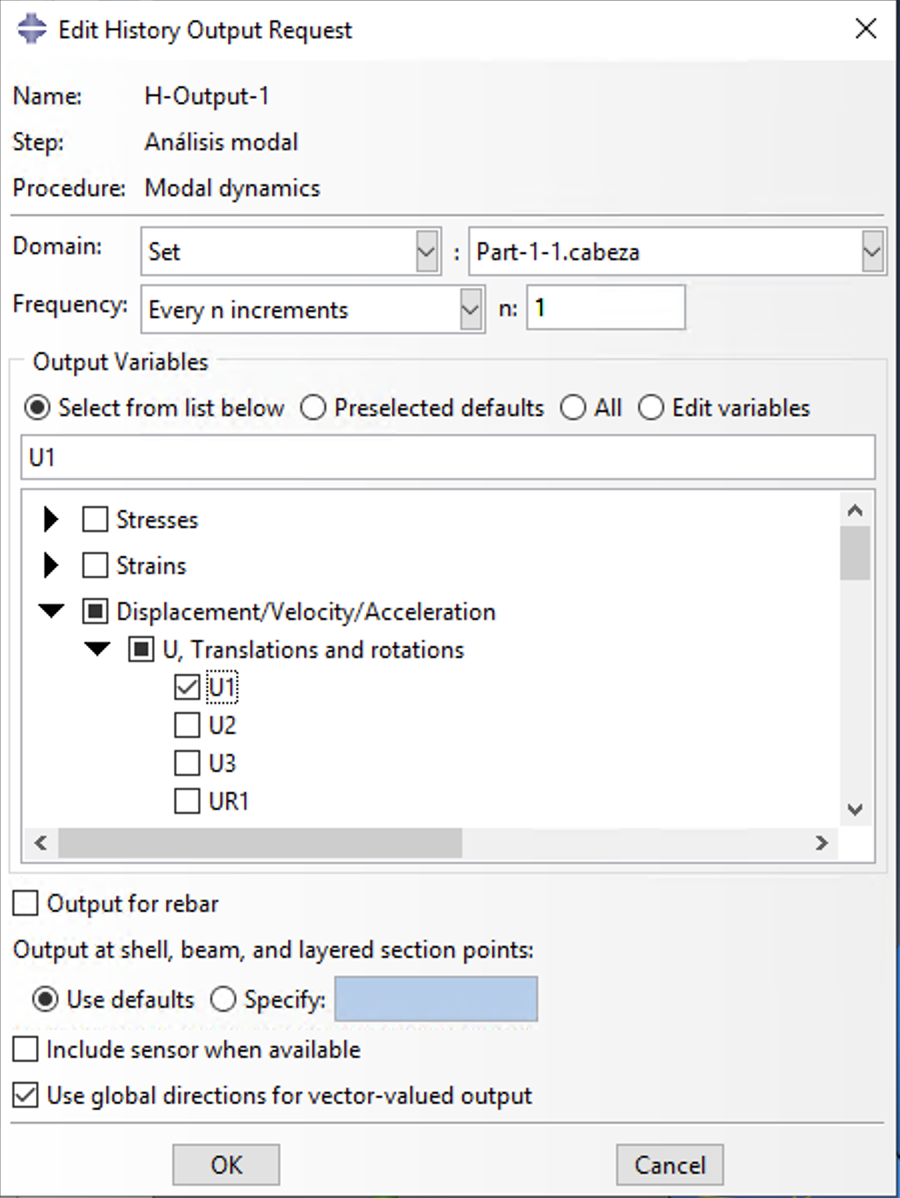 Edit History Output Request
Name: H-Output-1
Step: Análisis modal
Procedure: Modal dynamics
Domain: Set : Part-1-1.cabeza
Frequency: Every n increments n: 1
Output Variables
Select from list below Preselected defaults All Edit variables
U1
Stresses
Strains
Displacement/Velocity/Acceleration
U, Translations and rotations
U1
U2
U3
UR1
Output for rebar
Output at shell, beam, and layered section points:
Use defaults Specify:
Include sensor when available
Use global directions for vector-valued output
OK Cancel